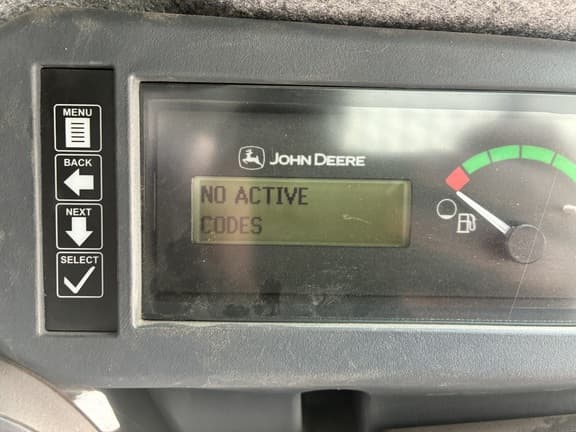 MENU
BACK
NEXT
SELECT
JOHN DEERE
NO ACTIVE
CODES